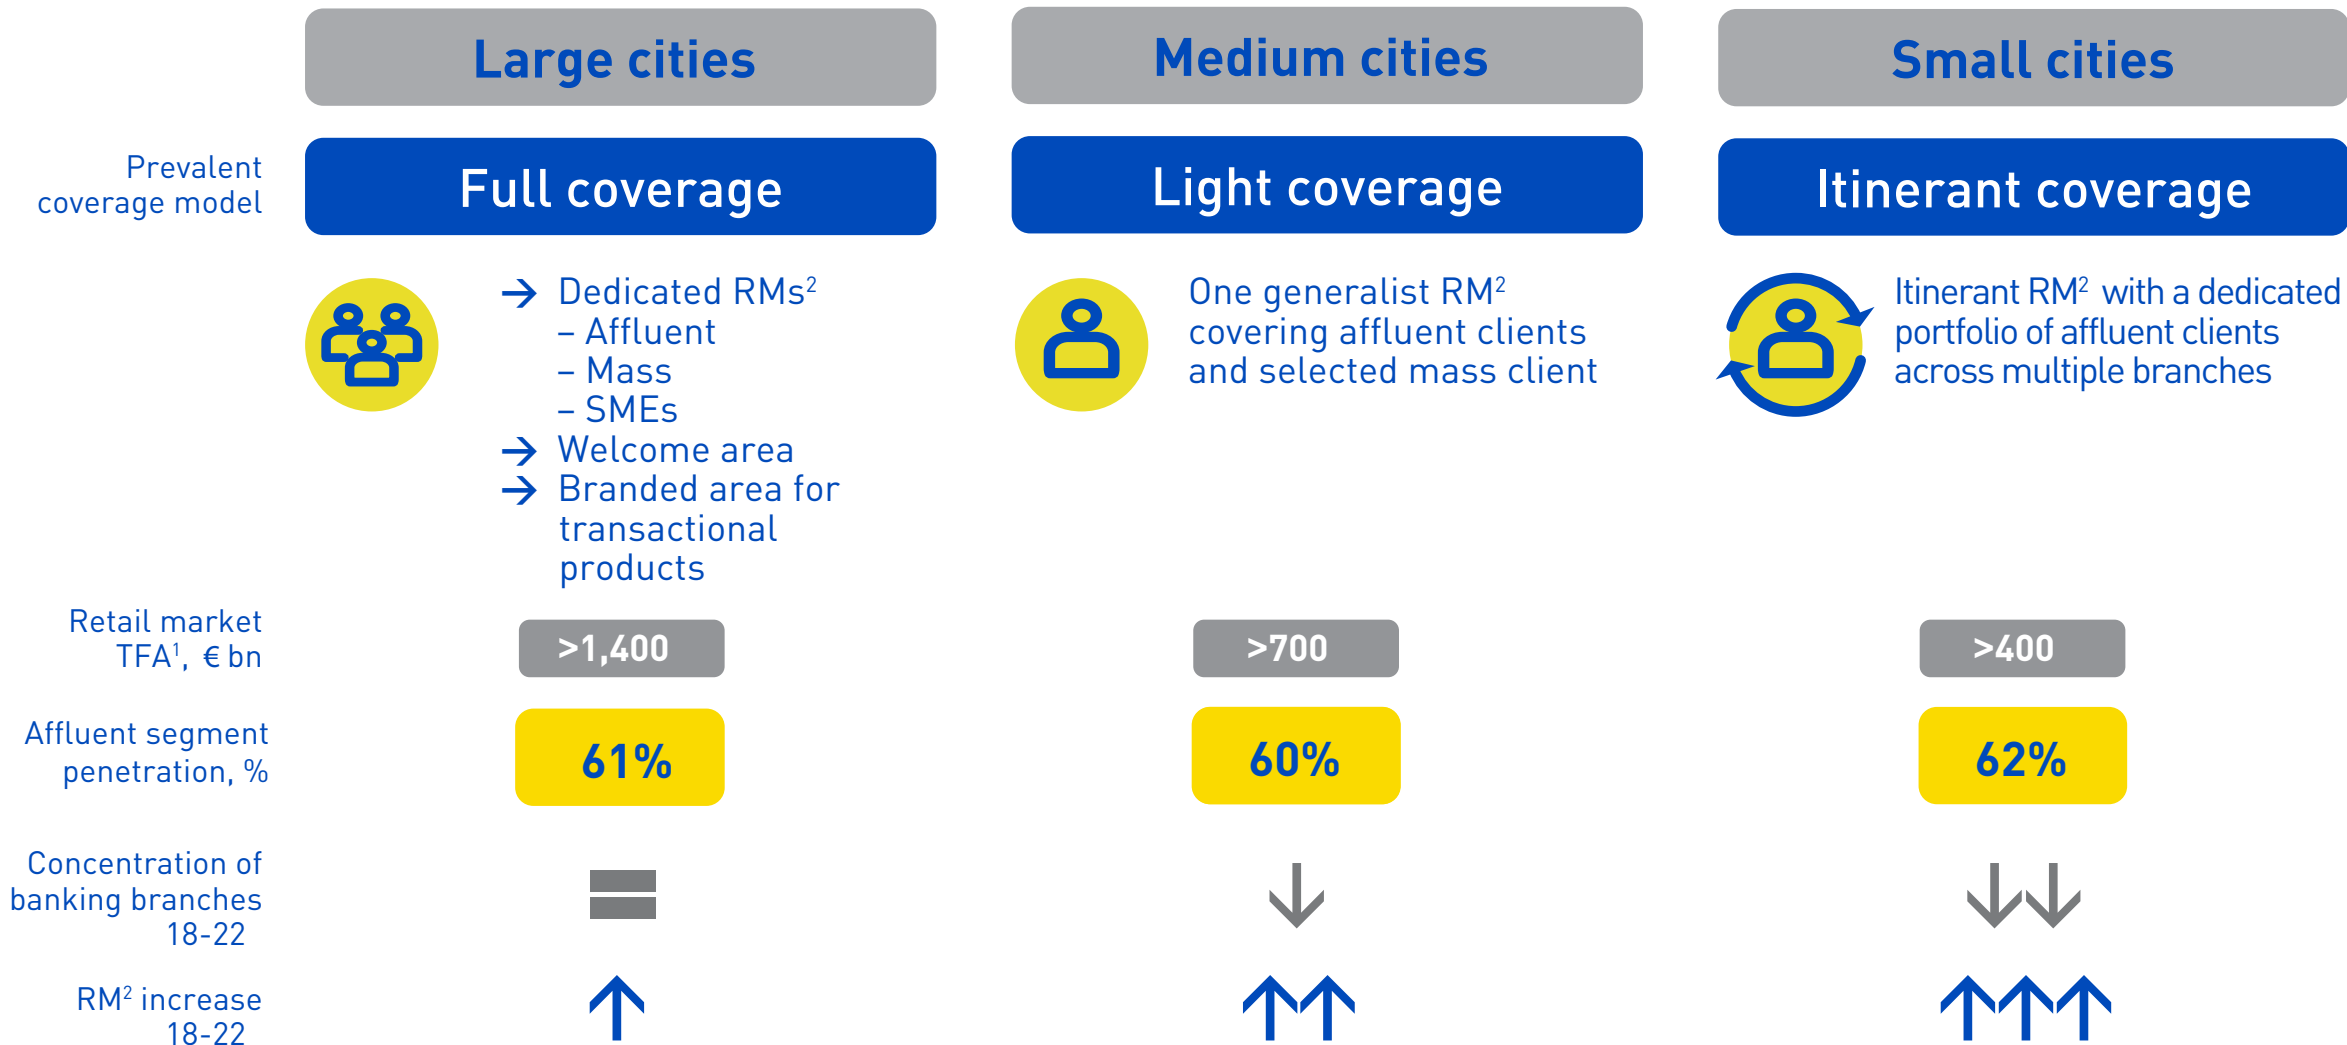 Large cities
Medium cities
Small cities
Prevalent
coverage model
Full coverage
Light coverage
Itinerant coverage
→ Dedicated RMs²
– Affluent
– Mass
– SMEs
→ Welcome area
→ Branded area for
transactional
products
One generalist RM²
covering affluent clients
and selected mass client
Itinerant RM² with a dedicated
portfolio of affluent clients
across multiple branches
Retail market
TFA¹, € bn
>1,400
>700
>400
Affluent segment
penetration, %
61%
60%
62%
Concentration of
banking branches
18-22
=
↓
↓↓
RM² increase
18-22
↑
↑↑
↑↑↑